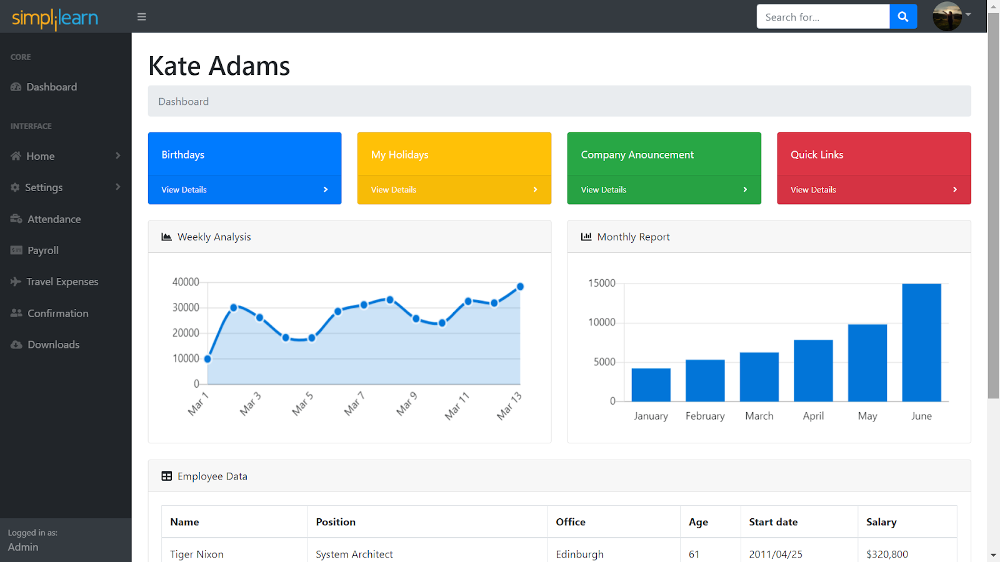 simplilearn
Search for...
CORE
Dashboard
INTERFACE
Home
Settings
Attendance
Payroll
Travel Expenses
Confirmation
Downloads
Logged in as:
Admin
Kate Adams
Dashboard
Birthdays
View Details
My Holidays
View Details
Company Anouncement
View Details
Quick Links
View Details
Weekly Analysis
40000
30000
20000
10000
0
Mar 1 Mar 3 Mar 5 Mar 7 Mar 9 Mar 11 Mar 13
Monthly Report
15000
10000
5000
0
January February March April May June
Employee Data
Name Position Office Age Start date Salary
Tiger Nixon System Architect Edinburgh 61 2011/04/25 $320,800